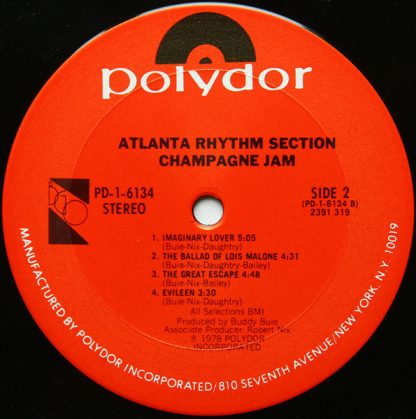 polydor
ATLANTA RHYTHM SECTION
CHAMPAGNE JAM
PD-1-6134
STEREO
SIDE 2
(PD-1-6134 B)
2391 319
1. IMAGINARY LOVER 5:05
(Buie-Nix-Daughtry)
2. THE BALLAD OF LOIS MALONE 4:31
(Buie-Nix-Daughtry-Bailey)
3. THE GREAT ESCAPE 4:48
(Buie-Nix-Bailey)
4. EVILEEN 3:30
(Buie-Nix-Daughtry)
All Selections BMI
Produced by Buddy Buie
Associate Producer: Robert Nix
℗ 1978 POLYDOR
INCORPORATED
MANUFACTURED BY POLYDOR INCORPORATED/810 SEVENTH AVENUE/NEW YORK, N.Y. 10019